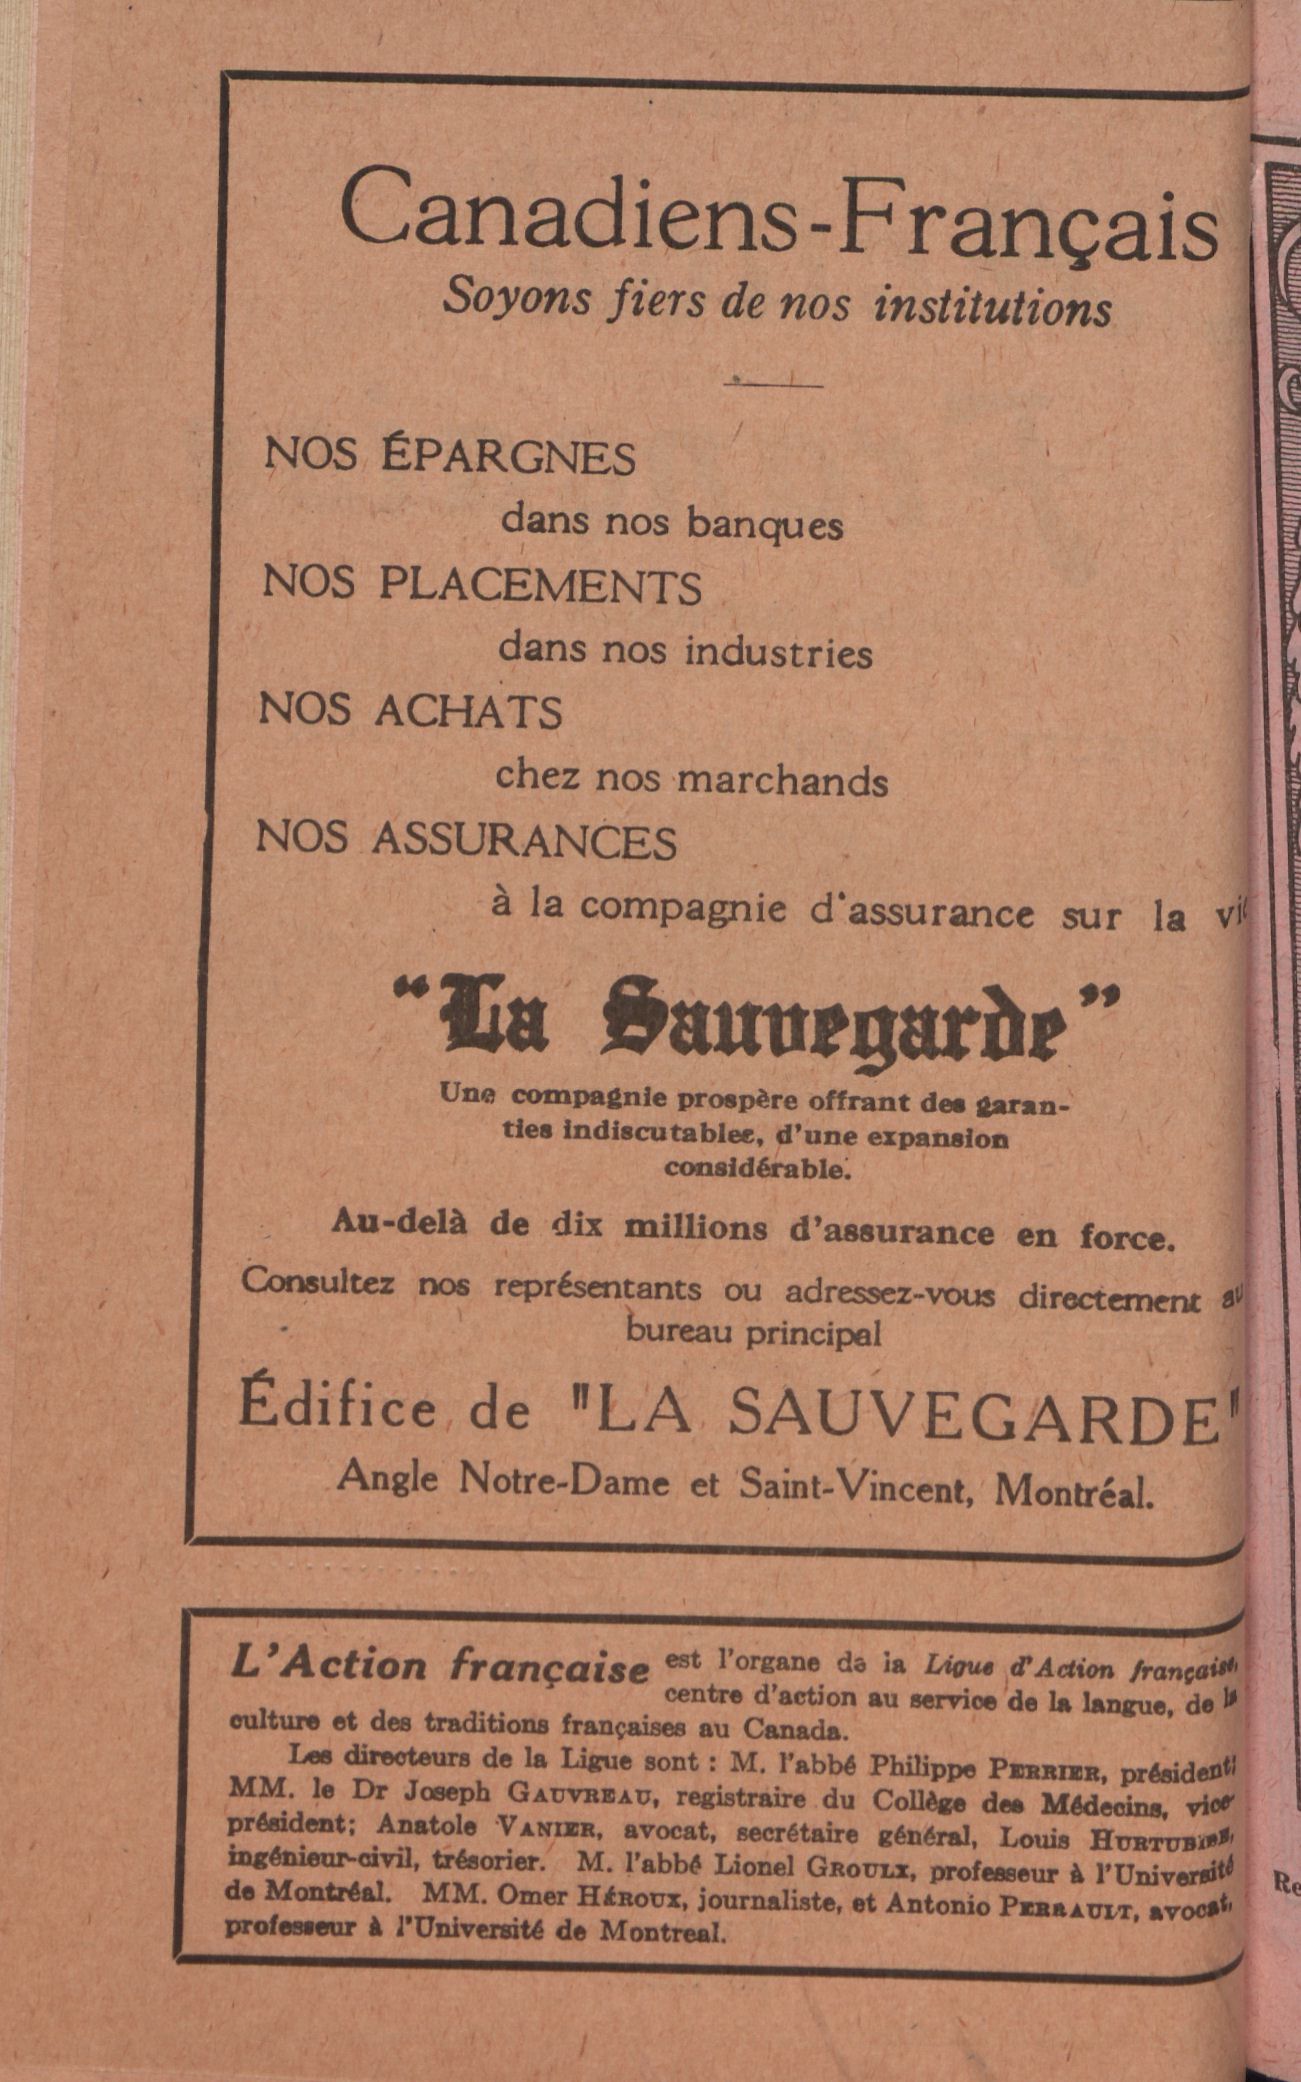 Canadiens-Français
Soyons fiers de nos institutions
NOS ÉPARGNES
dans nos banques
NOS PLACEMENTS
dans nos industries
NOS ACHATS
chez nos marchands
NOS ASSURANCES
à la compagnie d'assurance sur la vie
"La Sauvegarde"
Une compagnie prospère offrant des garan-
ties indiscutables, d'une expansion
considérable.
Au-delà de dix millions d'assurance en force.
Consultez nos représentants ou adressez-vous directement au
bureau principal
Édifice de "LA SAUVEGARDE"
Angle Notre-Dame et Saint-Vincent, Montréal.
L'Action française est l'organe de la Ligue d'Action française,
centre d'action au service de la langue, de la
culture et des traditions françaises au Canada.
Les directeurs de la Ligue sont : M. l'abbé Philippe PERRIER, président;
MM. le Dr Joseph GAUVREAU, registraire du Collège des Médecins, vice-
président; Anatole VANIER, avocat, secrétaire général, Louis HURTUBISE,
ingénieur-civil, trésorier. M. l'abbé Lionel GROULX, professeur à l'Université
de Montréal. MM. Omer HÉROUX, journaliste, et Antonio PERRAULT, avocat,
professeur à l'Université de Montreal.